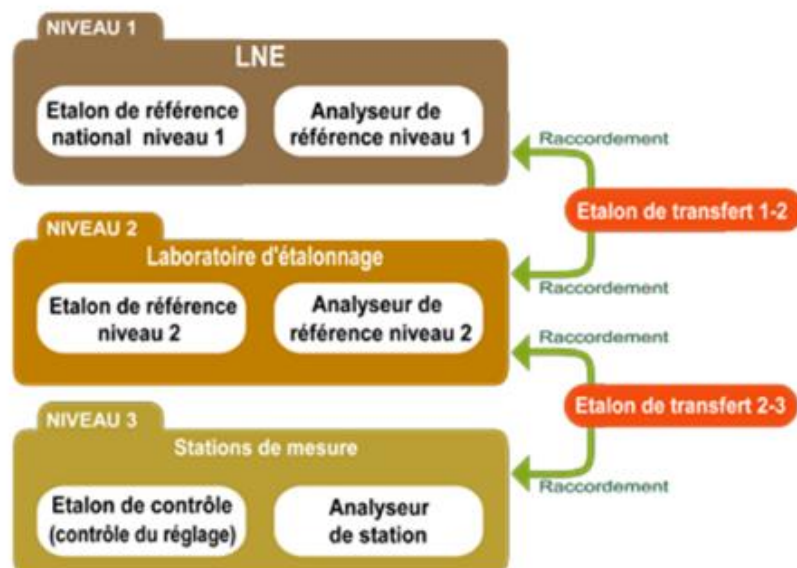 NIVEAU 1
LNE
Etalon de référence
national niveau 1
Analyseur de
référence niveau 1
Raccordement
Etalon de transfert 1-2
Raccordement
NIVEAU 2
Laboratoire d'étalonnage
Etalon de référence
niveau 2
Analyseur de
référence niveau 2
Raccordement
Etalon de transfert 2-3
Raccordement
NIVEAU 3
Stations de mesure
Etalon de contrôle
(contrôle du réglage)
Analyseur
de station